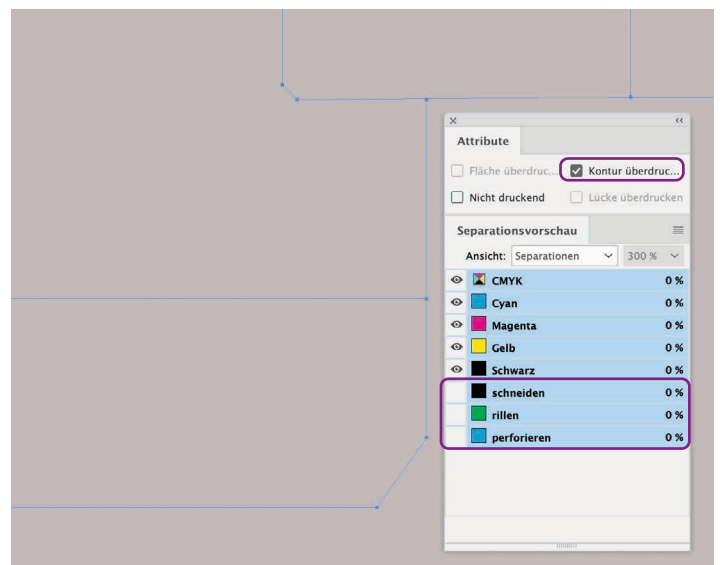 Attribute
Fläche überdruc... Kontur überdruc...
Nicht druckend Lücke überdrucken
Separationsvorschau
Ansicht: Separationen 300 %
CMYK 0 %
Cyan 0 %
Magenta 0 %
Gelb 0 %
Schwarz 0 %
schneiden 0 %
rillen 0 %
perforieren 0 %